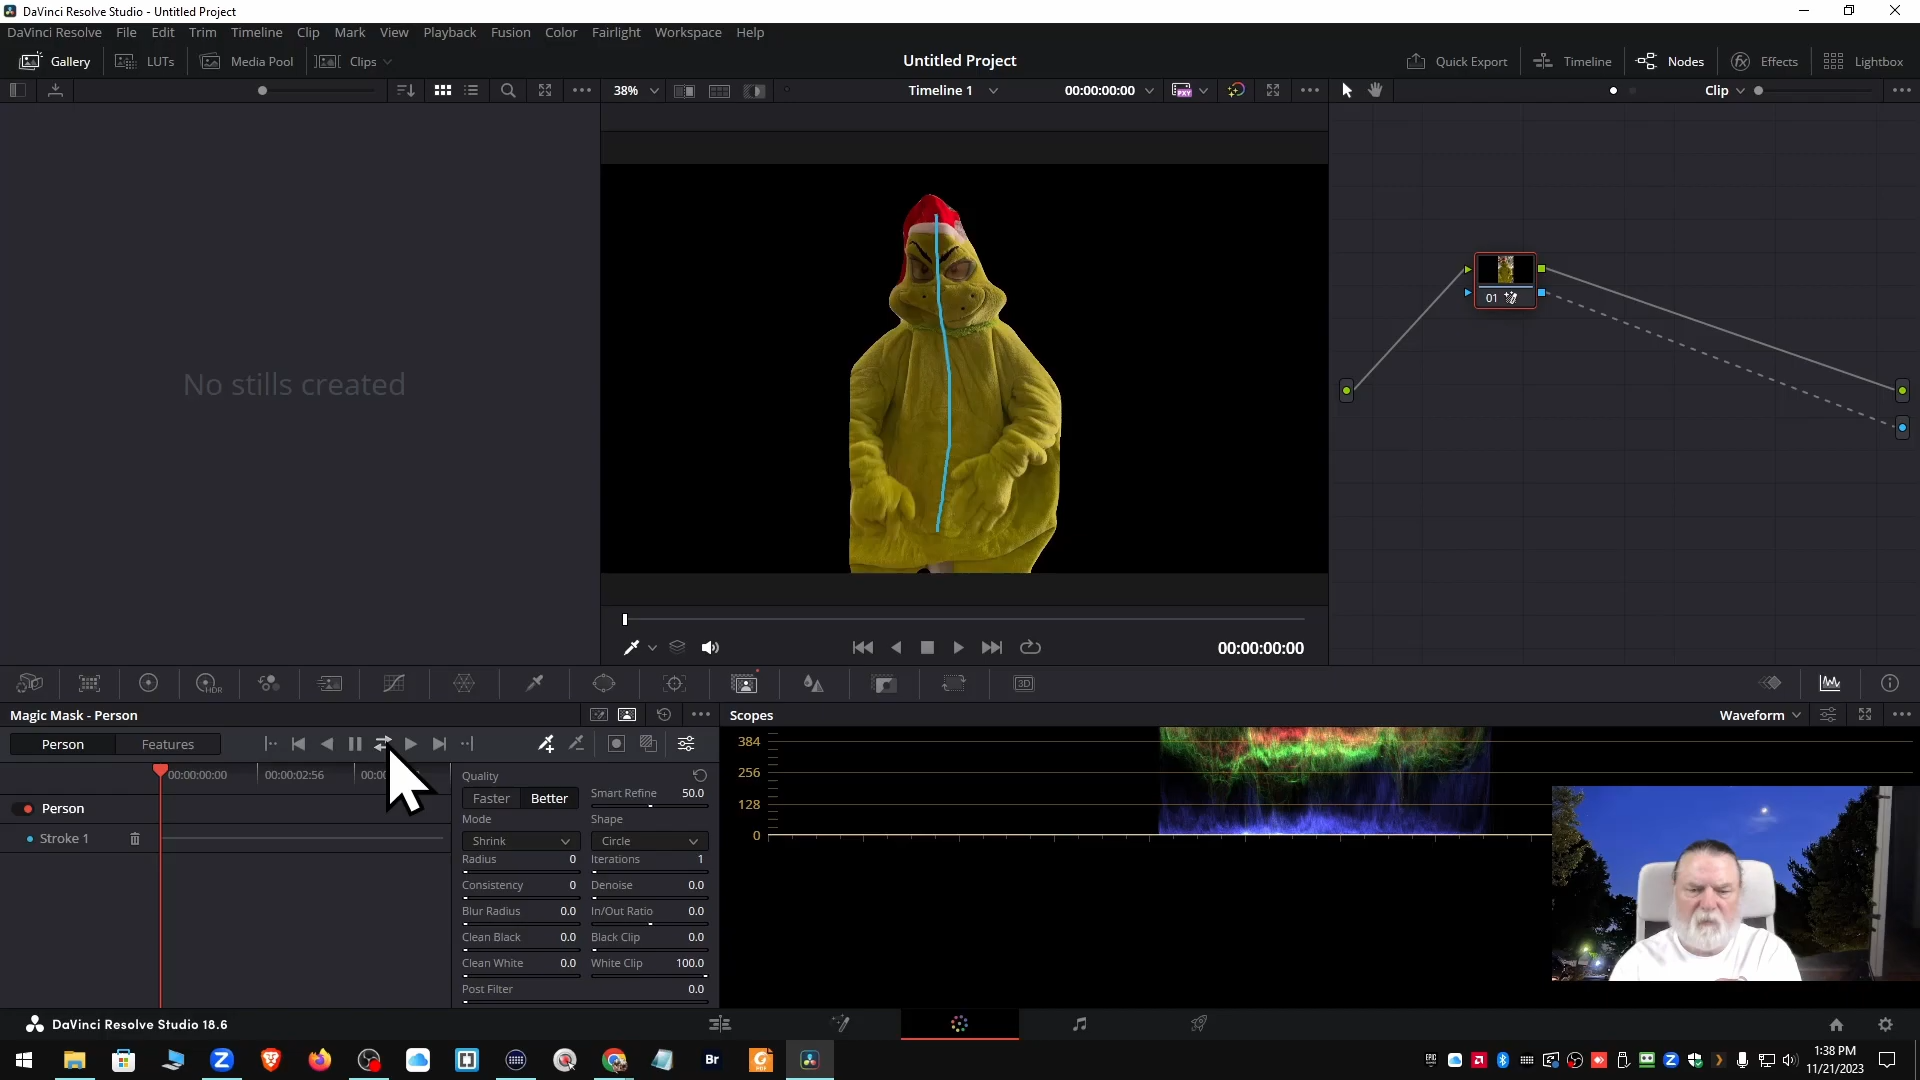 DaVinci Resolve Studio - Untitled Project
DaVinci Resolve File Edit Trim Timeline Clip Mark View Playback Fusion Color Fairlight Workspace Help
Gallery LUTs Media Pool Clips Untitled Project Quick Export Timeline Nodes Effects Lightbox
38% Timeline 1 00:00:00:00 PXY Clip
No stills created
01
00:00:00:00
HDR 3D
Magic Mask - Person Scopes Waveform
Person Features
00:00:00:00 00:00:02:56
Person
Stroke 1
Quality
Faster Better Smart Refine 50.0
Mode Shape
Shrink Circle
Radius 0 Iterations 1
Consistency 0 Denoise 0.0
Blur Radius 0.0 In/Out Ratio 0.0
Clean Black 0.0 Black Clip 0.0
Clean White 0.0 White Clip 100.0
Post Filter 0.0
384
256
128
0
DaVinci Resolve Studio 18.6
Br
1:38 PM
11/21/2023